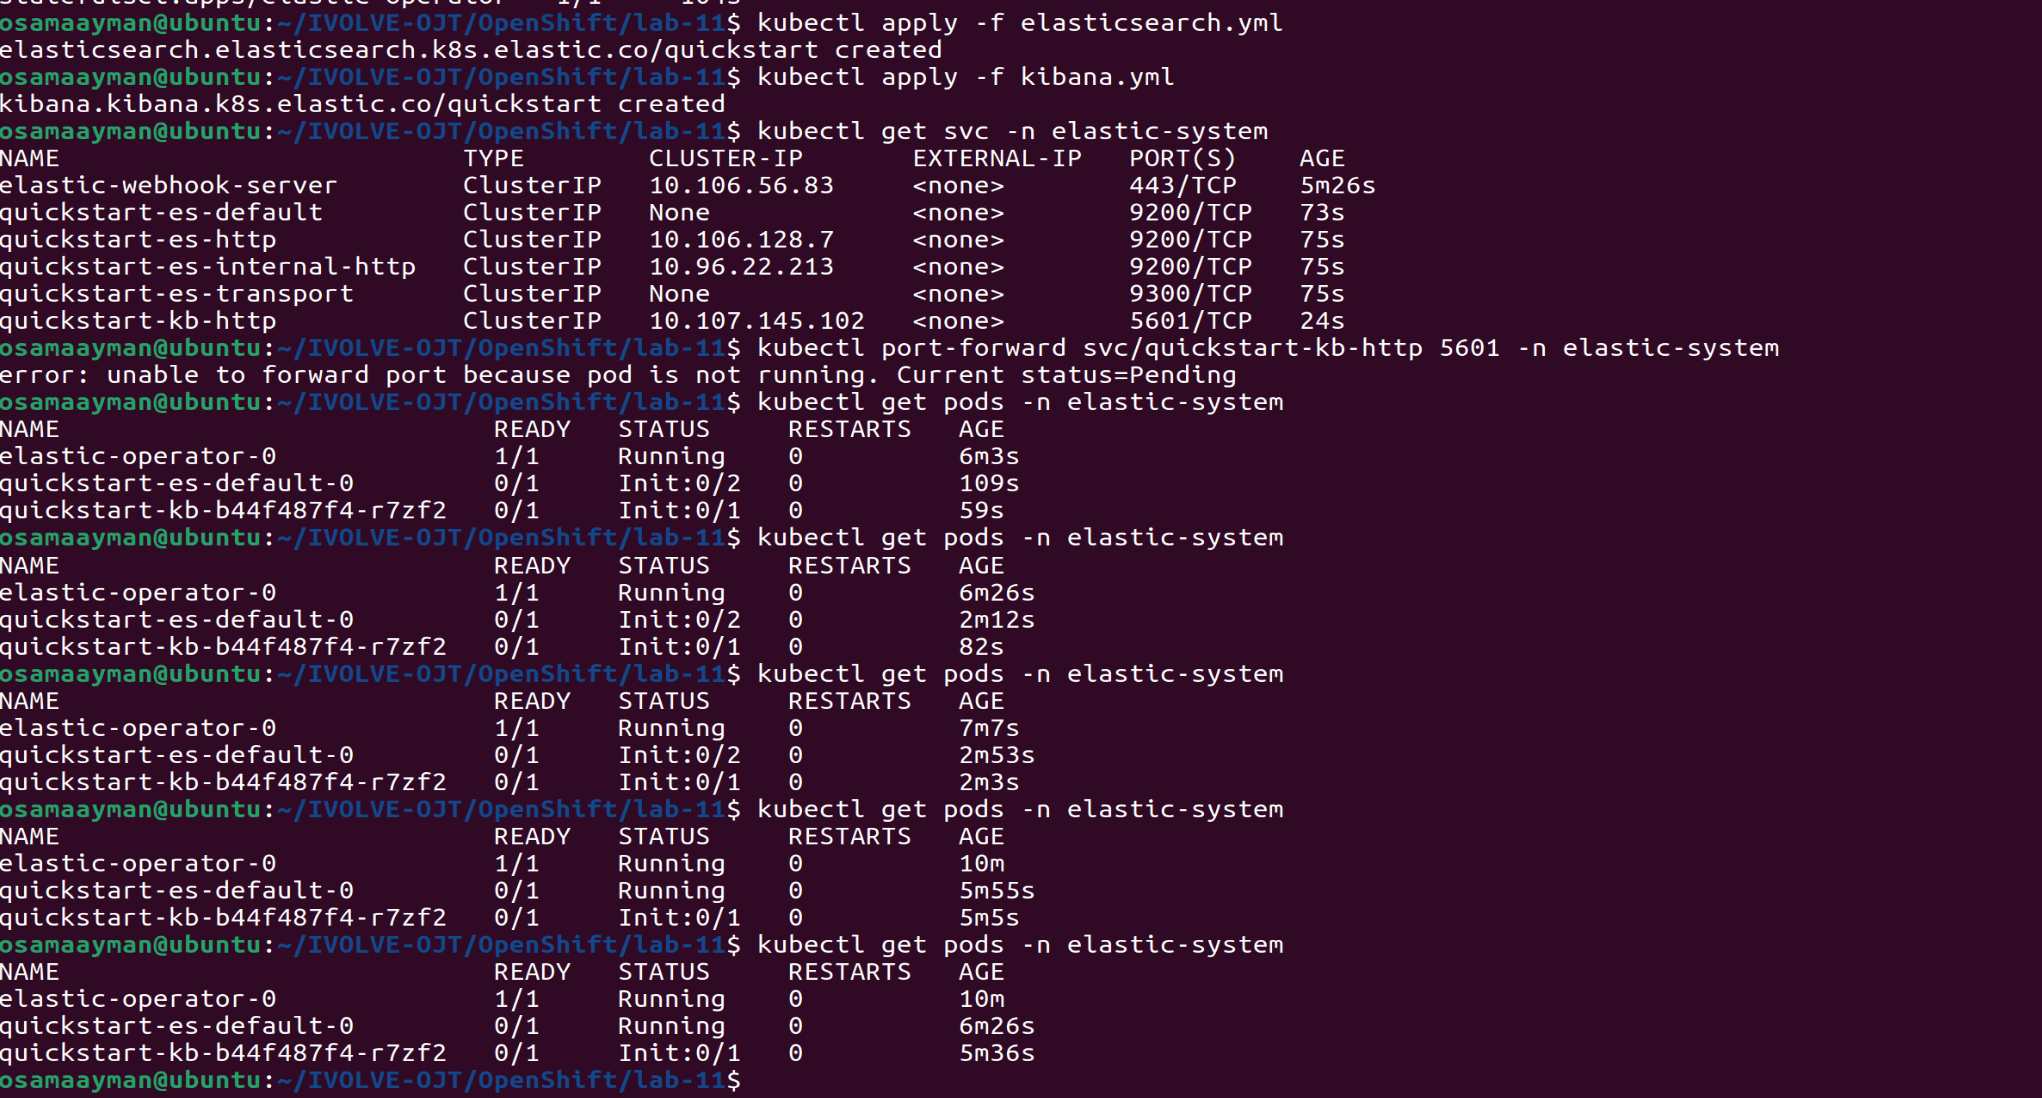 statefulset.apps/elastic-operator   1/1     104s
osamaayman@ubuntu:~/IVOLVE-OJT/OpenShift/lab-11$ kubectl apply -f elasticsearch.yml
elasticsearch.elasticsearch.k8s.elastic.co/quickstart created
osamaayman@ubuntu:~/IVOLVE-OJT/OpenShift/lab-11$ kubectl apply -f kibana.yml
kibana.kibana.k8s.elastic.co/quickstart created
osamaayman@ubuntu:~/IVOLVE-OJT/OpenShift/lab-11$ kubectl get svc -n elastic-system
NAME                          TYPE        CLUSTER-IP       EXTERNAL-IP   PORT(S)    AGE
elastic-webhook-server        ClusterIP   10.106.56.83     <none>        443/TCP    5m26s
quickstart-es-default         ClusterIP   None             <none>        9200/TCP   73s
quickstart-es-http            ClusterIP   10.106.128.7     <none>        9200/TCP   75s
quickstart-es-internal-http   ClusterIP   10.96.22.213     <none>        9200/TCP   75s
quickstart-es-transport       ClusterIP   None             <none>        9300/TCP   75s
quickstart-kb-http            ClusterIP   10.107.145.102   <none>        5601/TCP   24s
osamaayman@ubuntu:~/IVOLVE-OJT/OpenShift/lab-11$ kubectl port-forward svc/quickstart-kb-http 5601 -n elastic-system
error: unable to forward port because pod is not running. Current status=Pending
osamaayman@ubuntu:~/IVOLVE-OJT/OpenShift/lab-11$ kubectl get pods -n elastic-system
NAME                            READY   STATUS     RESTARTS   AGE
elastic-operator-0              1/1     Running    0          6m3s
quickstart-es-default-0         0/1     Init:0/2   0          109s
quickstart-kb-b44f487f4-r7zf2   0/1     Init:0/1   0          59s
osamaayman@ubuntu:~/IVOLVE-OJT/OpenShift/lab-11$ kubectl get pods -n elastic-system
NAME                            READY   STATUS     RESTARTS   AGE
elastic-operator-0              1/1     Running    0          6m26s
quickstart-es-default-0         0/1     Init:0/2   0          2m12s
quickstart-kb-b44f487f4-r7zf2   0/1     Init:0/1   0          82s
osamaayman@ubuntu:~/IVOLVE-OJT/OpenShift/lab-11$ kubectl get pods -n elastic-system
NAME                            READY   STATUS     RESTARTS   AGE
elastic-operator-0              1/1     Running    0          7m7s
quickstart-es-default-0         0/1     Init:0/2   0          2m53s
quickstart-kb-b44f487f4-r7zf2   0/1     Init:0/1   0          2m3s
osamaayman@ubuntu:~/IVOLVE-OJT/OpenShift/lab-11$ kubectl get pods -n elastic-system
NAME                            READY   STATUS     RESTARTS   AGE
elastic-operator-0              1/1     Running    0          10m
quickstart-es-default-0         0/1     Running    0          5m55s
quickstart-kb-b44f487f4-r7zf2   0/1     Init:0/1   0          5m5s
osamaayman@ubuntu:~/IVOLVE-OJT/OpenShift/lab-11$ kubectl get pods -n elastic-system
NAME                            READY   STATUS     RESTARTS   AGE
elastic-operator-0              1/1     Running    0          10m
quickstart-es-default-0         0/1     Running    0          6m26s
quickstart-kb-b44f487f4-r7zf2   0/1     Init:0/1   0          5m36s
osamaayman@ubuntu:~/IVOLVE-OJT/OpenShift/lab-11$